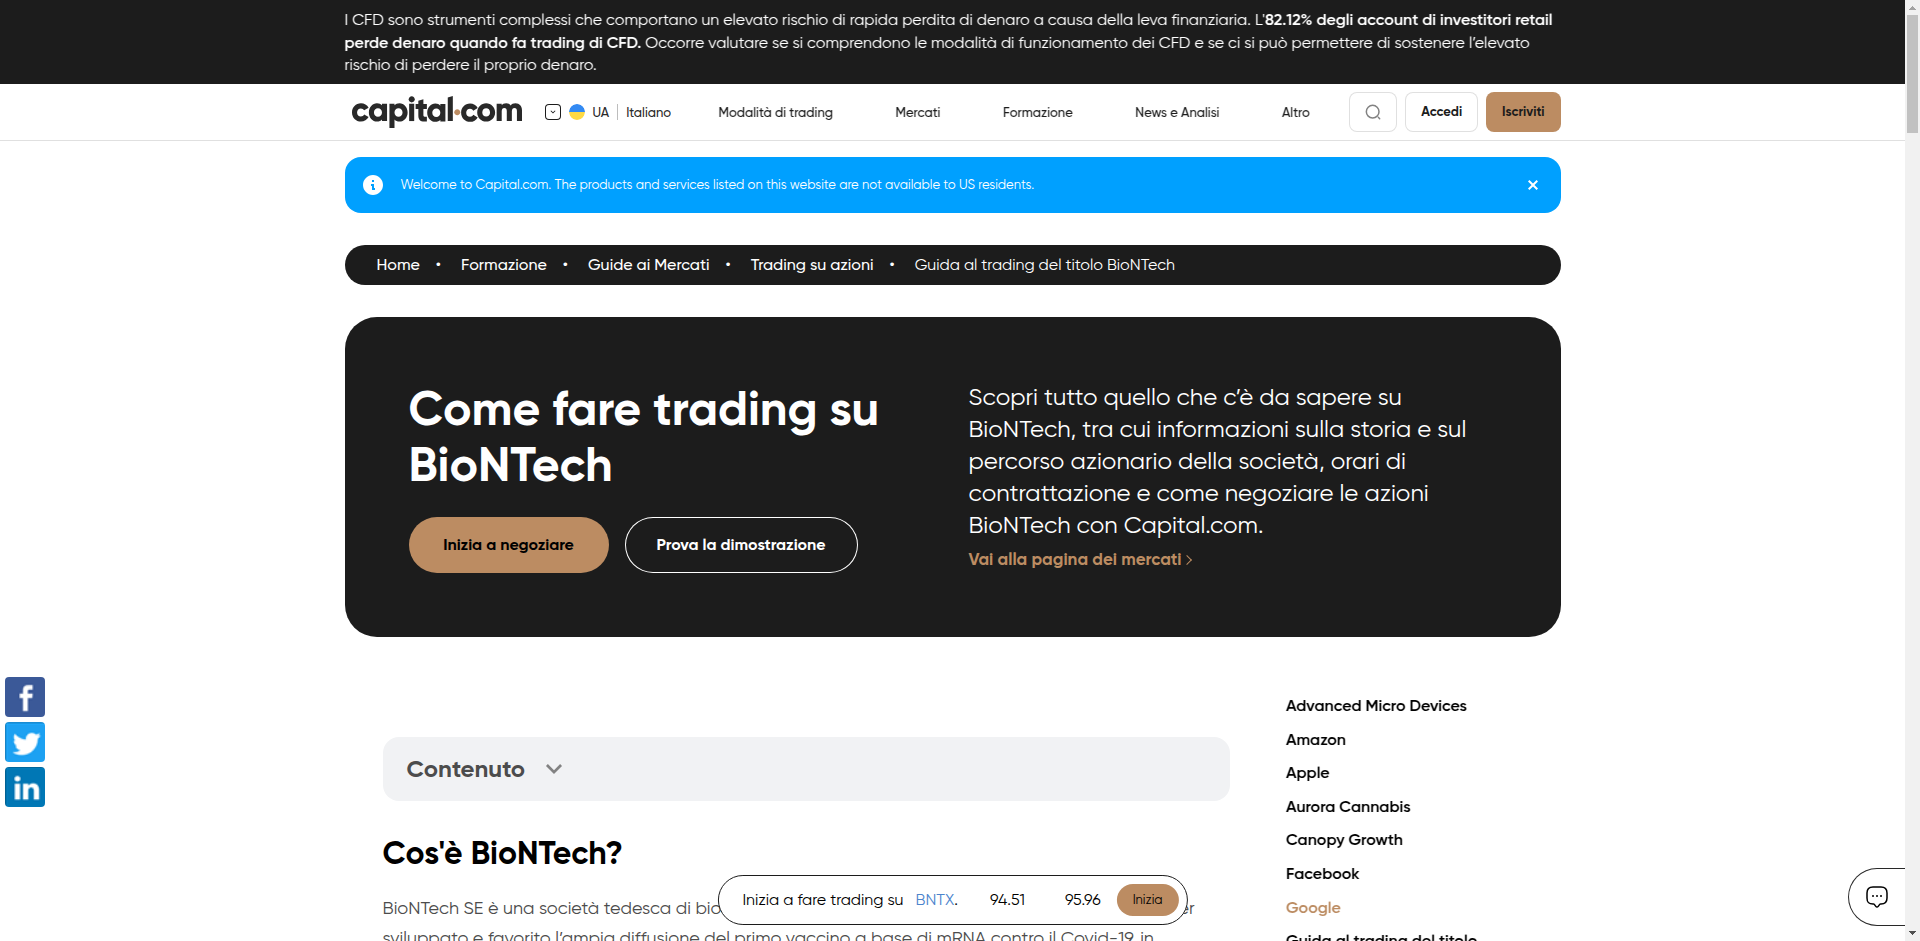 I CFD sono strumenti complessi che comportano un elevato rischio di rapida perdita di denaro a causa della leva finanziaria. L'82.12% degli account di investitori retail
perde denaro quando fa trading di CFD. Occorre valutare se si comprendono le modalità di funzionamento dei CFD e se ci si può permettere di sostenere l’elevato
rischio di perdere il proprio denaro.
capital.com UA Italiano Modalità di trading Mercati Formazione News e Analisi Altro Accedi Iscriviti
Welcome to Capital.com. The products and services listed on this website are not available to US residents.
Home • Formazione • Guide ai Mercati • Trading su azioni • Guida al trading del titolo BioNTech
Come fare trading su
BioNTech
Inizia a negoziare Prova la dimostrazione
Scopri tutto quello che c’è da sapere su
BioNTech, tra cui informazioni sulla storia e sul
percorso azionario della società, orari di
contrattazione e come negoziare le azioni
BioNTech con Capital.com.
Vai alla pagina dei mercati
Contenuto
Cos'è BioNTech?
BioNTech SE è una società tedesca di
sviluppato e favorito l’ampia diffusione del primo vaccino a base di mRNA contro il Covid-19, in
Inizia a fare trading su BNTX. 94.51 95.96 Inizia
Advanced Micro Devices
Amazon
Apple
Aurora Cannabis
Canopy Growth
Facebook
Google
Guida al trading del titolo